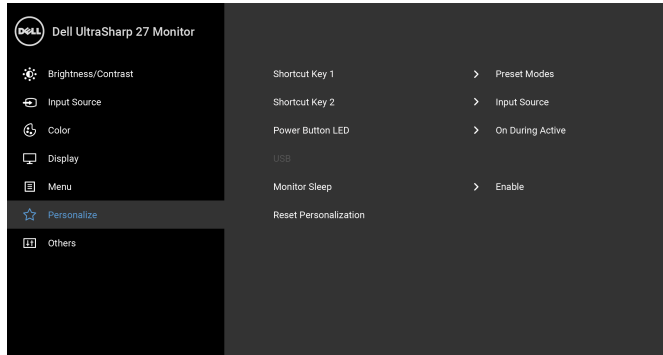 DELL Dell UltraSharp 27 Monitor
Brightness/Contrast
Input Source
Color
Display
Menu
Personalize
Others
Shortcut Key 1 > Preset Modes
Shortcut Key 2 > Input Source
Power Button LED > On During Active
USB
Monitor Sleep > Enable
Reset Personalization